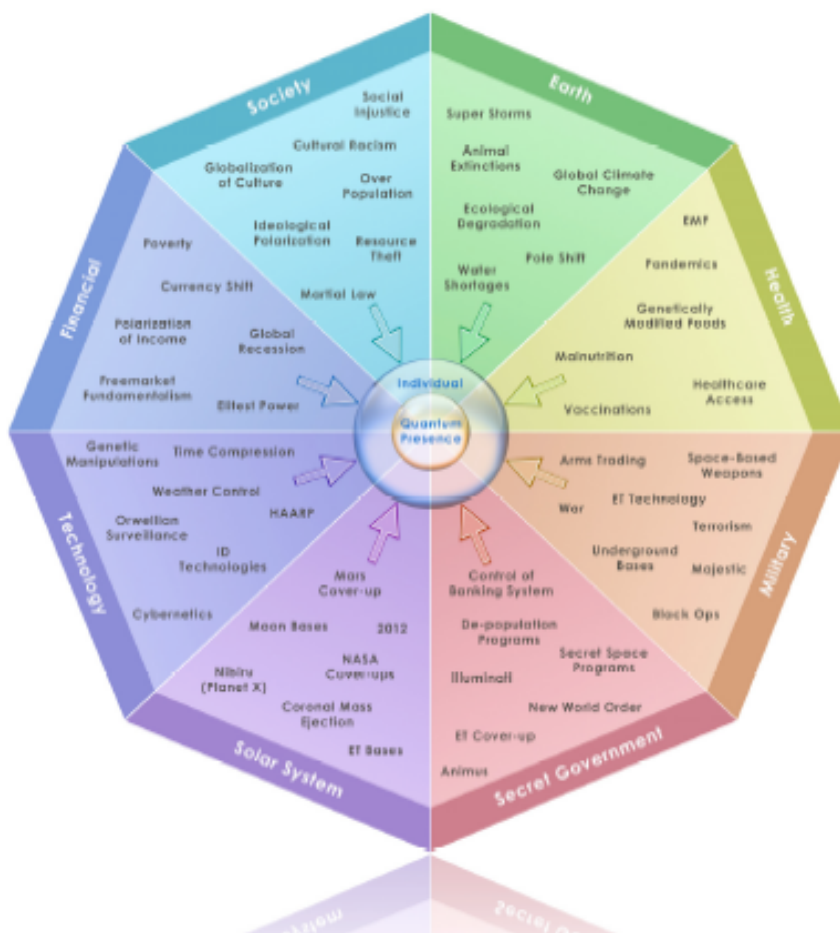 Society
Social
Injustice
Cultural Racism
Globalization
of Culture
Over
Population
Ideological
Polarization
Resource
Theft
Martial Law
Earth
Super Storms
Animal
Extinctions
Global Climate
Change
Ecological
Degradation
Pole Shift
Water
Shortages
Health
EMF
Pandemics
Genetically
Modified Foods
Malnutrition
Healthcare
Access
Vaccinations
Military
Arms Trading
Space-Based
Weapons
ET Technology
War
Terrorism
Underground
Bases
Majestic
Black Ops
Secret Government
Control of
Banking System
De-population
Programs
Secret Space
Programs
Illuminati
New World Order
ET Cover-up
Animus
Solar System
Mars
Cover-up
Moon Bases
2012
NASA
Cover-ups
Nibiru
(Planet X)
Coronal Mass
Ejection
ET Bases
Technology
Genetic
Manipulations
Time Compression
Weather Control
HAARP
Orwellian
Surveillance
ID
Technologies
Cybernetics
Financial
Poverty
Currency Shift
Polarization
of Income
Global
Recession
Freemarket
Fundamentalism
Elitest Power
Individual
Quantum
Presence